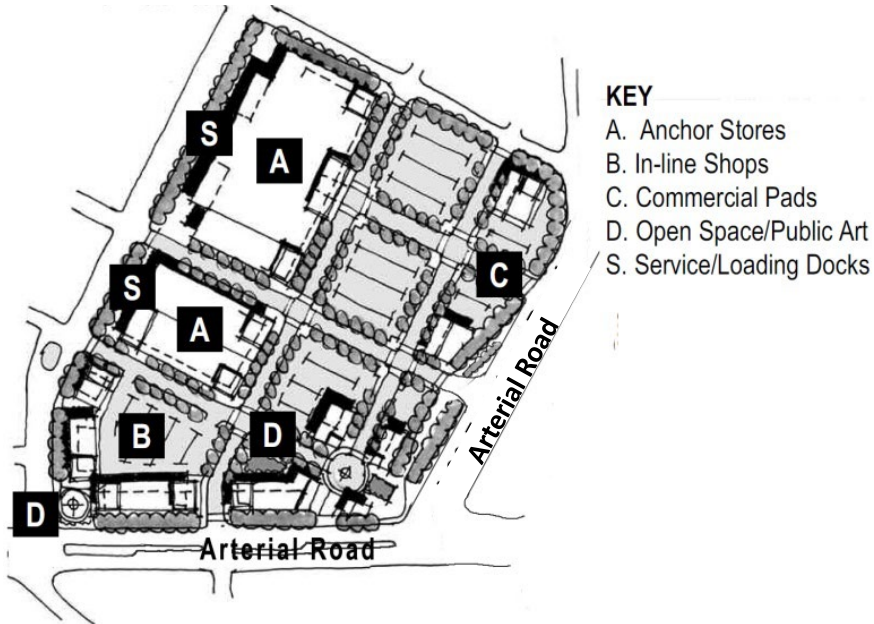 KEY
A. Anchor Stores
B. In-line Shops
C. Commercial Pads
D. Open Space/Public Art
S. Service/Loading Docks
S
A
C
S
A
B
D
D
Arterial Road
Arterial Road